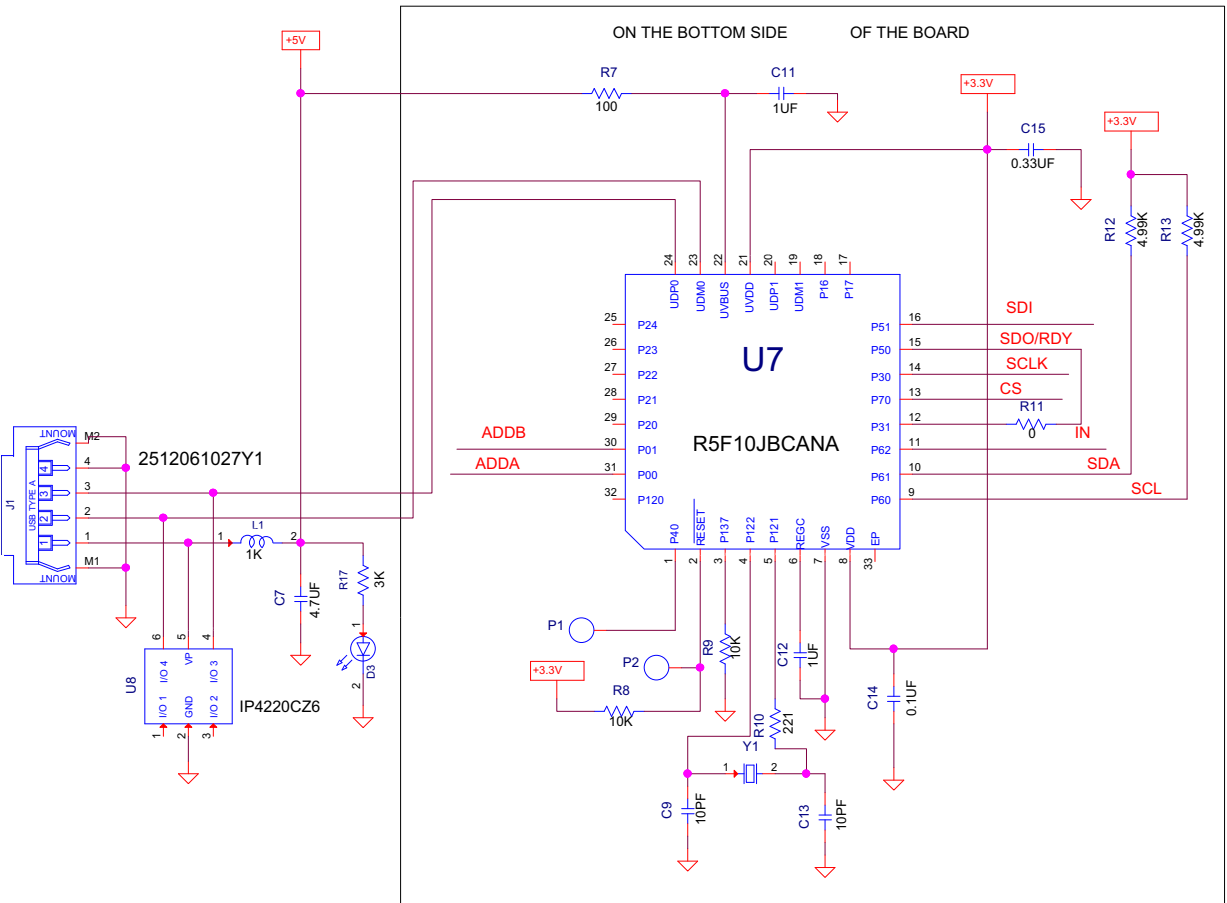 ON THE BOTTOM SIDE OF THE BOARD
+5V
R7
100
C11
1UF
+3.3V
C15
0.33UF
+3.3V
R12
4.99K
R13
4.99K
24
23
22
21
20
19
18
17
UDP0
UDM0
UVBUS
UVDD
UDP1
UDM1
P16
P17
25
P24
26
P23
27
P22
28
P21
29
P20
ADDB
30
P01
ADDA
31
P00
32
P120
U7
R5F10JBCANA
P51
16
SDI
P50
15
SDO/RDY
P30
14
SCLK
P70
13
CS
P31
12
R11
0
P62
11
IN
P61
10
SDA
P60
9
SCL
P40
RESET
P137
P122
P121
REGC
VSS
VDD
EP
1
2
3
4
5
6
7
8
33
J1
USB TYPE A
MOUNT
M2
4
4
3
3
2
2
1
1
M1
MOUNT
2512061027Y1
1
L1
2
1K
C7
4.7UF
R17
3K
1
D3
2
6
5
4
I/O 4
VP
I/O 3
U8
I/O 1
GND
I/O 2
1
2
3
IP4220CZ6
P1
P2
+3.3V
R8
10K
R9
10K
C12
1UF
R10
221
Y1
1
2
C9
10PF
C13
10PF
C14
0.1UF